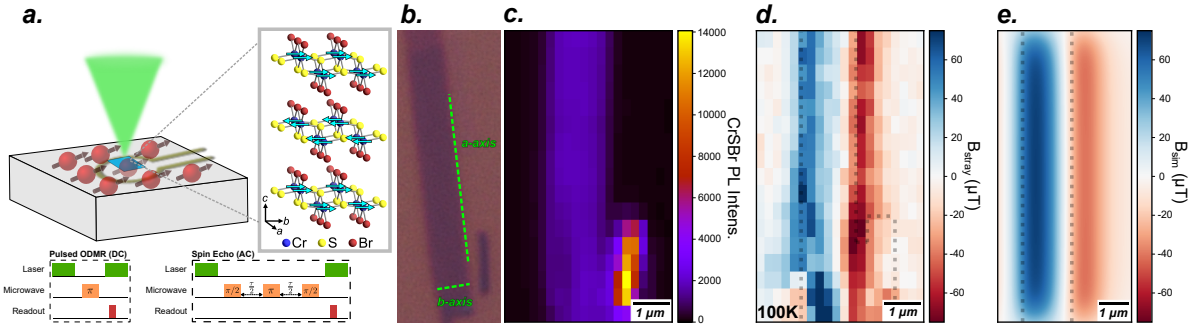 a.
c
b
a
Cr S Br
Pulsed ODMR (DC)
Laser
Microwave
π
Readout
Spin Echo (AC)
Laser
Microwave
π/2 τ/2 π τ/2 π/2
Readout
b.
a-axis
b-axis
c.
1 μm
14000
12000
10000
8000
6000
4000
2000
0
CrSBr PL Intens.
d.
100K
1 μm
60
40
20
0
−20
−40
−60
Bstray (μT)
e.
1 μm
60
40
20
0
−20
−40
−60
Bsim (μT)